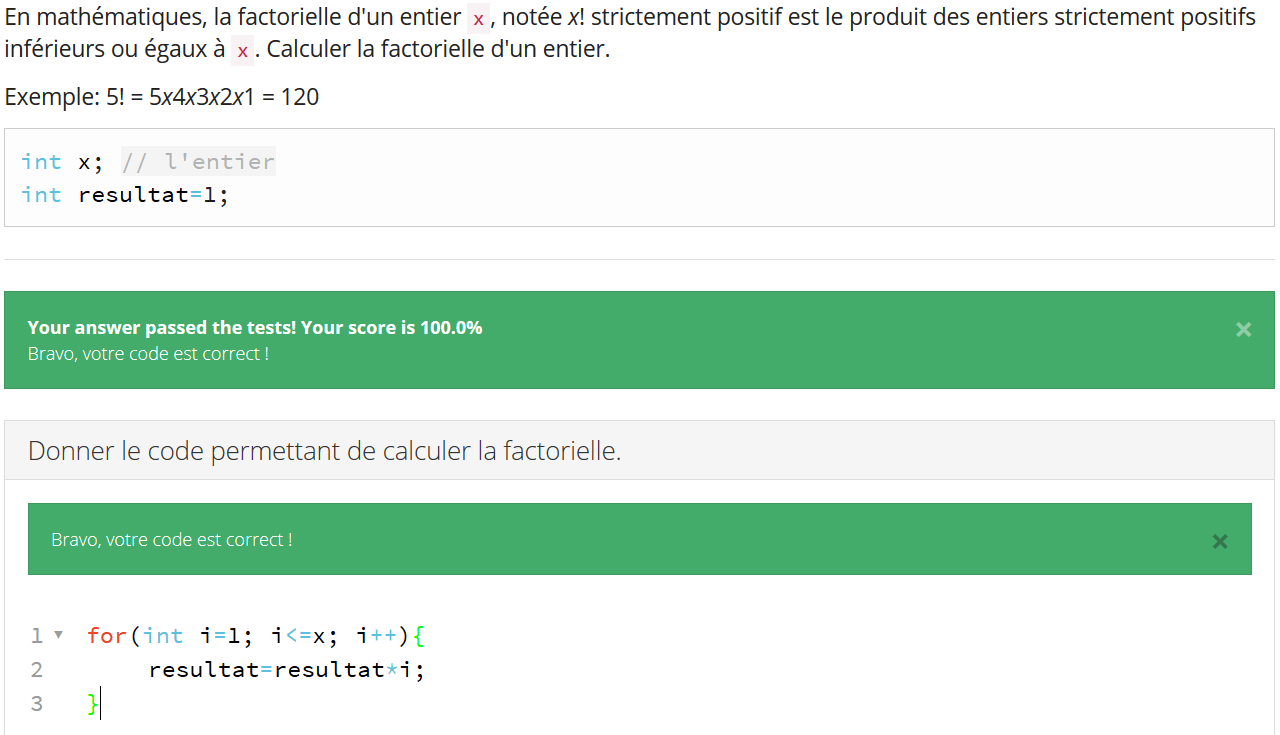 En mathématiques, la factorielle d'un entier x, notée x! strictement positif est le produit des entiers strictement positifs
inférieurs ou égaux à x. Calculer la factorielle d'un entier.
Exemple: 5! = 5x4x3x2x1 = 120
int x; // l'entier
int resultat=1;
Your answer passed the tests! Your score is 100.0%
Bravo, votre code est correct !
Donner le code permettant de calculer la factorielle.
Bravo, votre code est correct !
1 for(int i=1; i<=x; i++){
2 resultat=resultat*i;
3 }